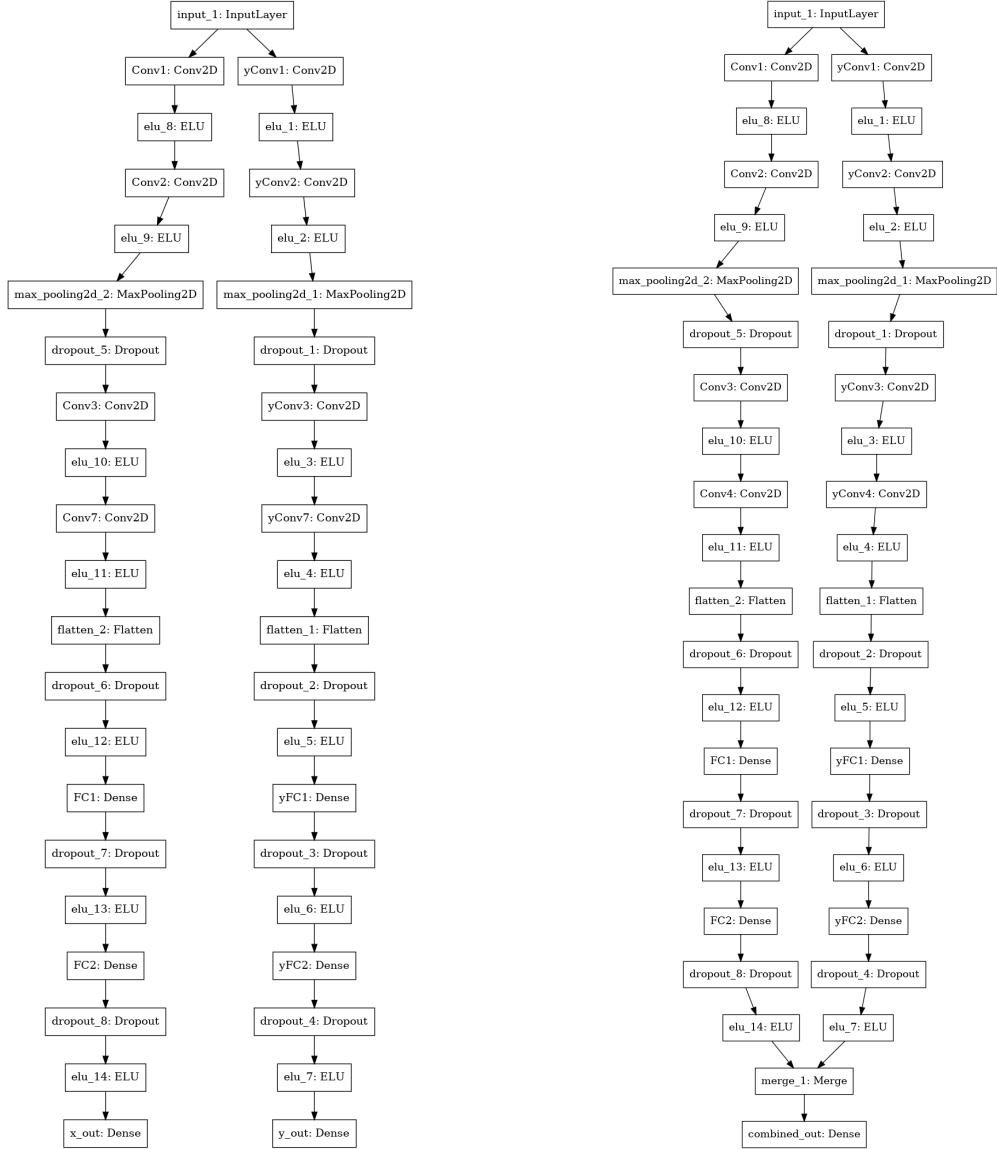 input_1: InputLayer
Conv1: Conv2D
yConv1: Conv2D
elu_8: ELU
elu_1: ELU
Conv2: Conv2D
yConv2: Conv2D
elu_9: ELU
elu_2: ELU
max_pooling2d_2: MaxPooling2D
max_pooling2d_1: MaxPooling2D
dropout_5: Dropout
dropout_1: Dropout
Conv3: Conv2D
yConv3: Conv2D
elu_10: ELU
elu_3: ELU
Conv7: Conv2D
yConv7: Conv2D
elu_11: ELU
elu_4: ELU
flatten_2: Flatten
flatten_1: Flatten
dropout_6: Dropout
dropout_2: Dropout
elu_12: ELU
elu_5: ELU
FC1: Dense
yFC1: Dense
dropout_7: Dropout
dropout_3: Dropout
elu_13: ELU
elu_6: ELU
FC2: Dense
yFC2: Dense
dropout_8: Dropout
dropout_4: Dropout
elu_14: ELU
elu_7: ELU
x_out: Dense
y_out: Dense
input_1: InputLayer
Conv1: Conv2D
yConv1: Conv2D
elu_8: ELU
elu_1: ELU
Conv2: Conv2D
yConv2: Conv2D
elu_9: ELU
elu_2: ELU
max_pooling2d_2: MaxPooling2D
max_pooling2d_1: MaxPooling2D
dropout_5: Dropout
dropout_1: Dropout
Conv3: Conv2D
yConv3: Conv2D
elu_10: ELU
elu_3: ELU
Conv4: Conv2D
yConv4: Conv2D
elu_11: ELU
elu_4: ELU
flatten_2: Flatten
flatten_1: Flatten
dropout_6: Dropout
dropout_2: Dropout
elu_12: ELU
elu_5: ELU
FC1: Dense
yFC1: Dense
dropout_7: Dropout
dropout_3: Dropout
elu_13: ELU
elu_6: ELU
FC2: Dense
yFC2: Dense
dropout_8: Dropout
dropout_4: Dropout
elu_14: ELU
elu_7: ELU
merge_1: Merge
combined_out: Dense